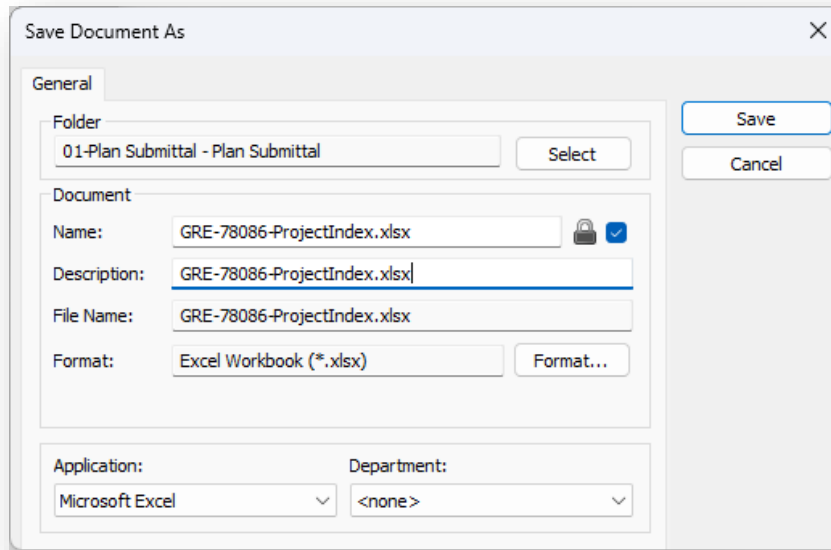 Save Document As
General
Folder
01-Plan Submittal - Plan Submittal
Select
Save
Cancel
Document
Name: GRE-78086-ProjectIndex.xlsx
Description: GRE-78086-ProjectIndex.xlsx
File Name: GRE-78086-ProjectIndex.xlsx
Format: Excel Workbook (*.xlsx) Format...
Application: Department:
Microsoft Excel <none>